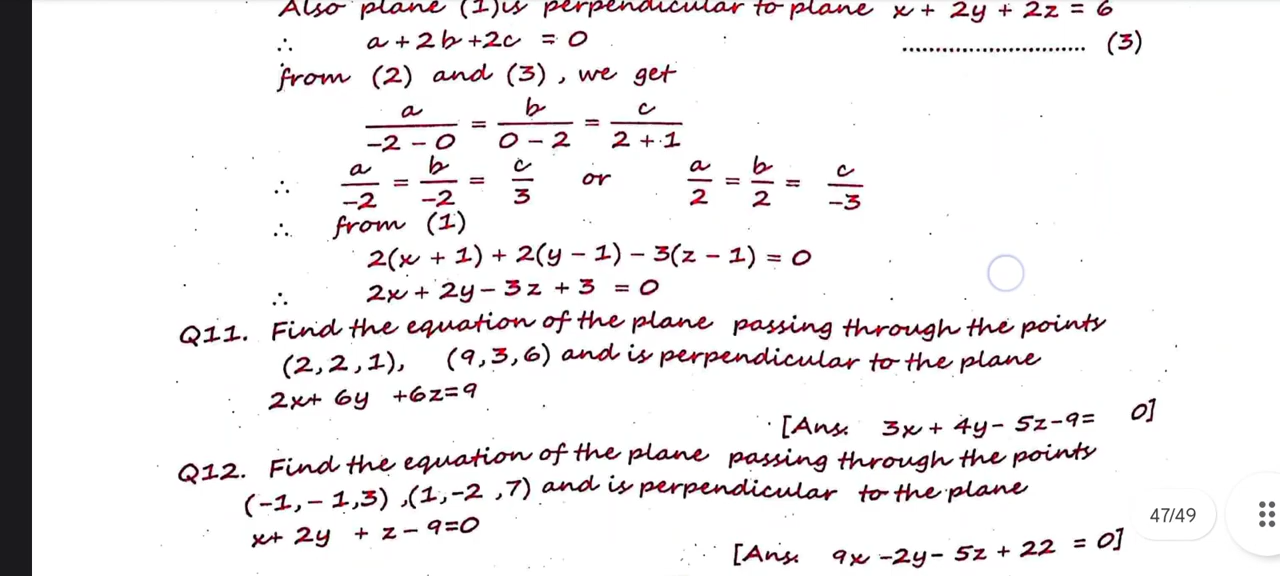 Also plane (1) is perpendicular to plane x + 2y + 2z = 6
∴ a + 2b + 2c = 0 .............................. (3)
from (2) and (3), we get
a/(-2 - 0) = b/(0 - 2) = c/(2 + 1)
∴ a/-2 = b/-2 = c/3 or a/2 = b/2 = c/-3
∴ from (1)
2(x + 1) + 2(y - 1) - 3(z - 1) = 0
∴ 2x + 2y - 3z + 3 = 0
Q11. Find the equation of the plane passing through the points
(2,2,1), (9,3,6) and is perpendicular to the plane
2x+ 6y +6z=9
[Ans. 3x + 4y - 5z - 9 = 0]
Q12. Find the equation of the plane passing through the points
(-1, - 1,3) ,(1,-2 ,7) and is perpendicular to the plane
x+ 2y + z - 9=0
[Ans. 9x -2y - 5z + 22 = 0]
47/49